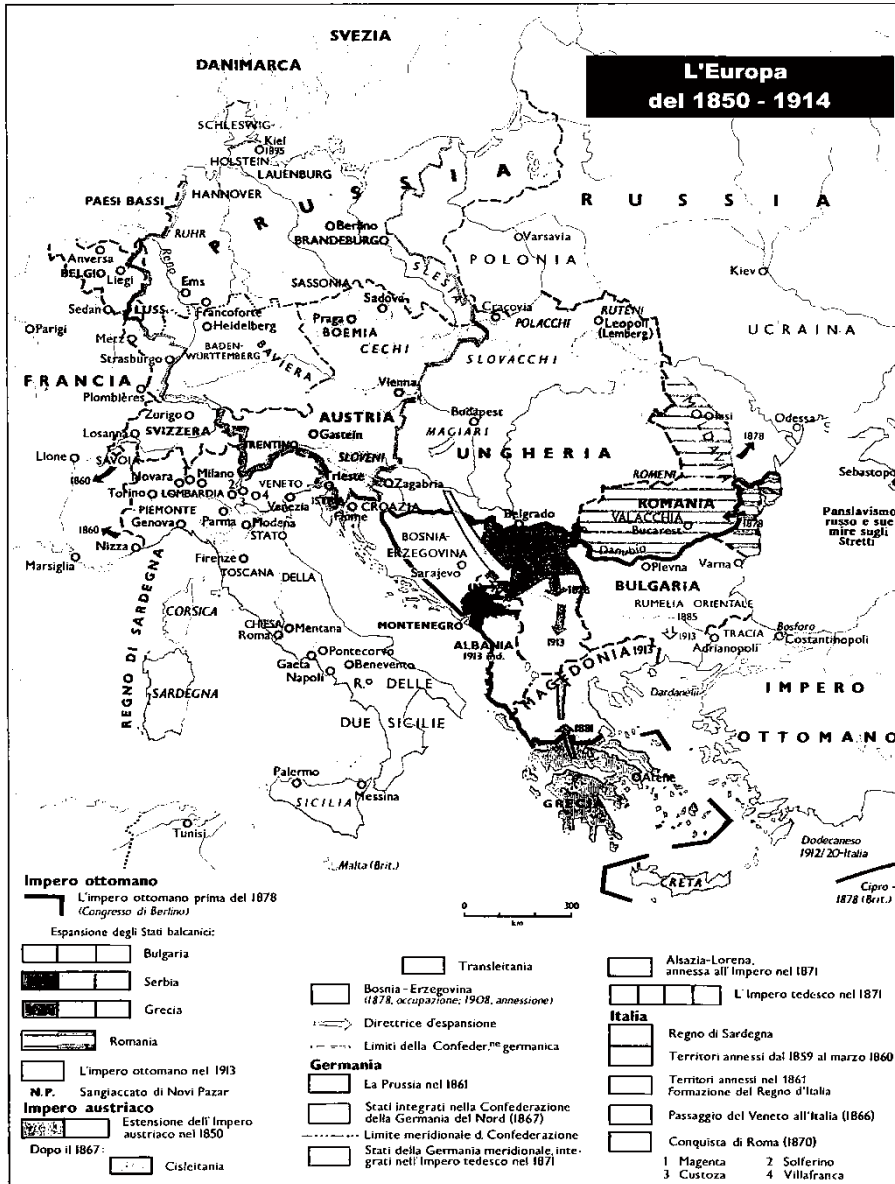 SVEZIA
DANIMARCA
L'Europa
del 1850 - 1914
SCHLESWIG-
Kiel
1895
HOLSTEIN
LAUENBURG
PAESI BASSI
HANNOVER
PRUSSIA
RUSSIA
RUHR
Berlino
BRANDEBURGO
Varsavia
POLONIA
Anversa
BELGIO
Liegi
Reno
Ems
SASSONIA
SLESIA
Kiev
Sedan
LUSS.
Francoforte
Sadova
Cracovia
RUTENI
Parigi
Heidelberg
Praga
BOEMIA
POLACCHI
Leopoli
(Lemberg)
UCRAINA
Metz
BADEN-
WÜRTTEMBERG
CECHI
Strasburgo
BAVIERA
SLOVACCHI
FRANCIA
Vienna
Plombières
Zurigo
AUSTRIA
Budapest
Iasi
Odessa
Losanna
SVIZZERA
Gastein
MAGIARI
1878
TRENTINO
SLOVENI
UNGHERIA
Lione
SAVOIA
Novara
Milano
VENETO
Trieste
ROMENI
Sebastopo
1860
Torino
LOMBARDIA
2
4
Venezia
ISTRIA
Zagabria
ROMANIA
PIEMONTE
Fiume
CROAZIA
Belgrado
VALACCHIA
1878
Panslavismo
russo e sue
mire sugli
Stretti
1860
Genova
Parma
Modena
BOSNIA-
ERZEGOVINA
Bucarest
Nizza
STATO
Danubio
Varna
Marsiglia
Firenze
Sarajevo
Plevna
TOSCANA
DELLA
1878
BULGARIA
REGNO DI SARDEGNA
CORSICA
RUMELIA ORIENTALE
1885
CHIESA
Roma
Mentana
MONTENEGRO
ALBANIA
1913 ind.
1913
1913
TRACIA
Bosforo
Costantinopoli
Adrianopoli
Pontecorvo
Gaeta
Benevento
MACEDONIA
1913
Napoli
SARDEGNA
R.º DELLE
Dardanelli
IMPERO
DUE SICILIE
1881
OTTOMANO
Palermo
Messina
Atene
SICILIA
GRECIA
Tunisi
Malta (Brit.)
Dodecaneso
1912/20-Italia
CRETA
Cipro -
1878 (Brit.)
0
300
km
Impero ottomano
L'impero ottomano prima del 1878
(Congresso di Berlino)
Espansione degli Stati balcanici:
Bulgaria
Serbia
Grecia
Romania
L'impero ottomano nel 1913
N.P. Sangiaccato di Novi Pazar
Impero austriaco
Estensione dell'Impero
austriaco nel 1850
Dopo il 1867:
Cisleitania
Transleitania
Bosnia-Erzegovina
(1878, occupazione; 1908, annessione)
Direttrice d'espansione
Limiti della Confeder.ne germanica
Germania
La Prussia nel 1861
Stati integrati nella Confederazione
della Germania del Nord (1867)
Limite meridionale d. Confederazione
Stati della Germania meridionale, inte-
grati nell'Impero tedesco nel 1871
Alsazia-Lorena,
annessa all'Impero nel 1871
L'Impero tedesco nel 1871
Italia
Regno di Sardegna
Territori annessi dal 1859 al marzo 1860
Territori annessi nel 1861
Formazione del Regno d'Italia
Passaggio del Veneto all'Italia (1866)
Conquista di Roma (1870)
1 Magenta 2 Solferino
3 Custoza 4 Villafranca